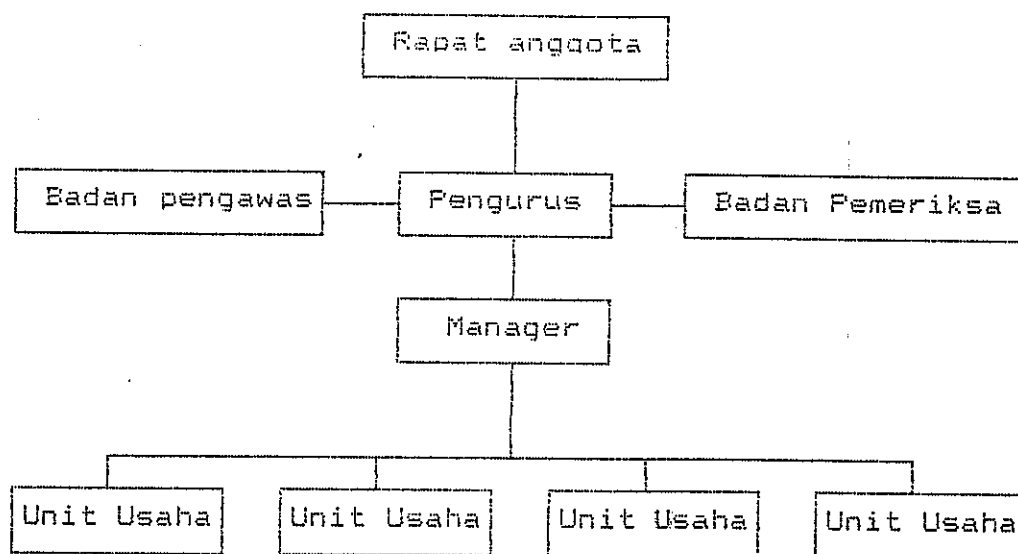 Rapat anggota
Badan pengawas
Pengurus
Badan Pemeriksa
Manager
Unit Usaha
Unit Usaha
Unit Usaha
Unit Usaha